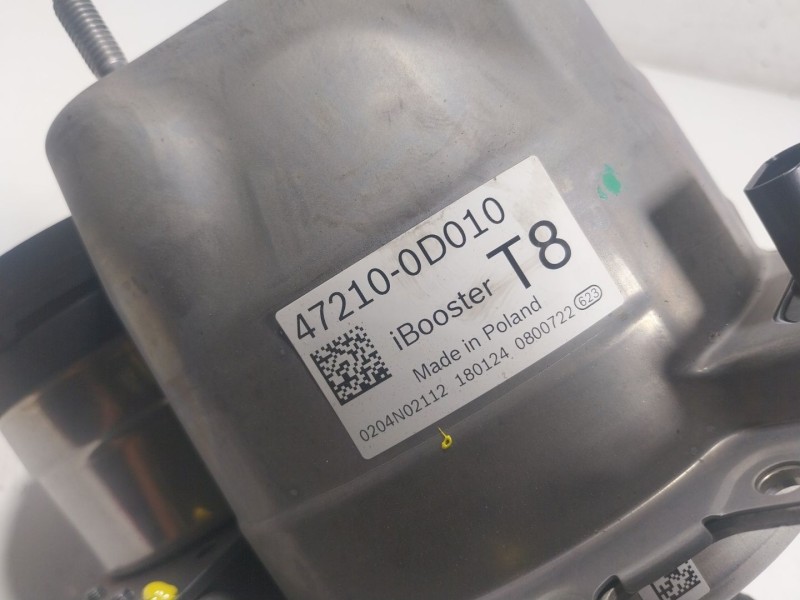 47210-0D010
iBooster T8
Made in Poland
0204N02112 180124 0800722 623